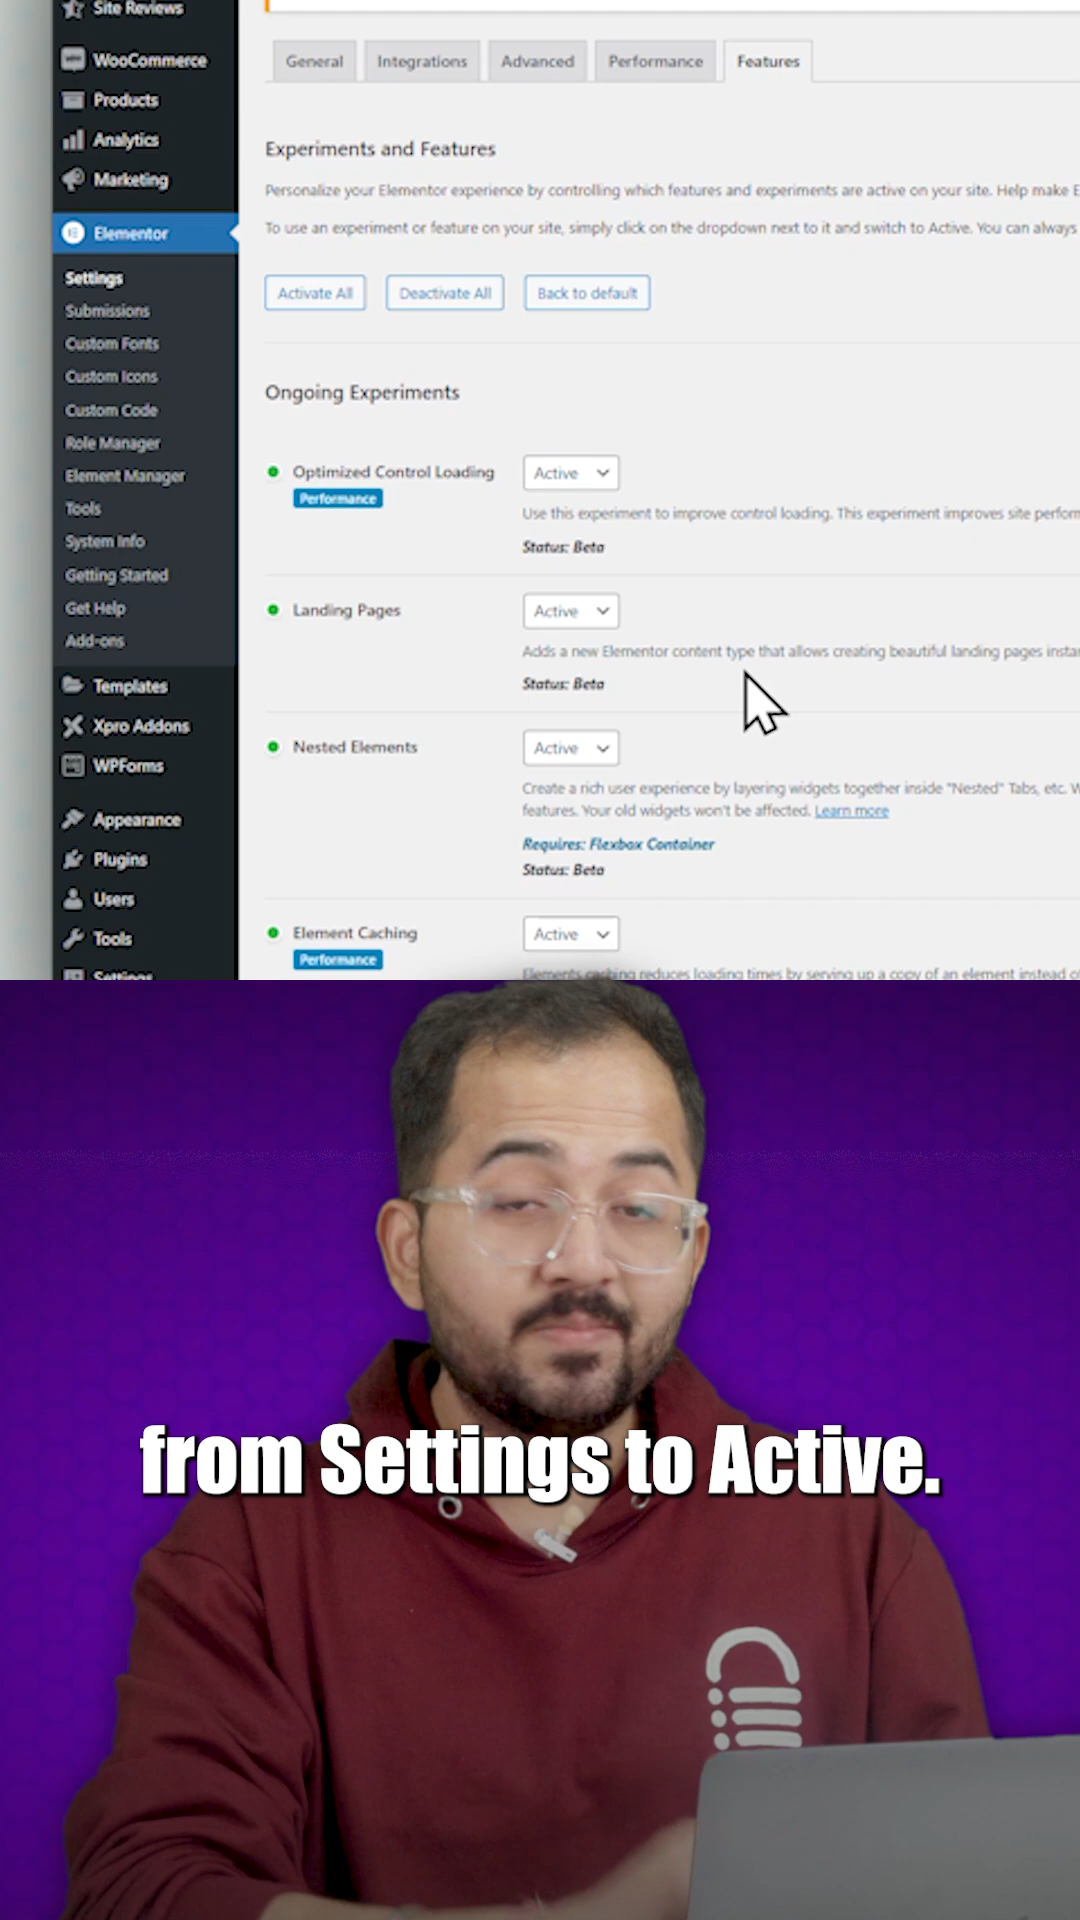 Site Reviews
WooCommerce
Products
Analytics
Marketing
Elementor
Settings
Submissions
Custom Fonts
Custom Icons
Custom Code
Role Manager
Element Manager
Tools
System Info
Getting Started
Get Help
Add-ons
Templates
Xpro Addons
WPForms
Appearance
Plugins
Users
Tools
Settings
General Integrations Advanced Performance Features
Experiments and Features
Personalize your Elementor experience by controlling which features and experiments are active on your site. Help make E
To use an experiment or feature on your site, simply click on the dropdown next to it and switch to Active. You can always
Activate All Deactivate All Back to default
Ongoing Experiments
Optimized Control Loading Active
Performance
Use this experiment to improve control loading. This experiment improves site perform
Status: Beta
Landing Pages Active
Adds a new Elementor content type that allows creating beautiful landing pages insta
Status: Beta
Nested Elements Active
Create a rich user experience by layering widgets together inside "Nested" Tabs, etc. W
features. Your old widgets won't be affected. Learn more
Requires: Flexbox Container
Status: Beta
Element Caching Active
Performance
Elements caching reduces loading times by serving up a copy of an element instead of
from Settings to Active.